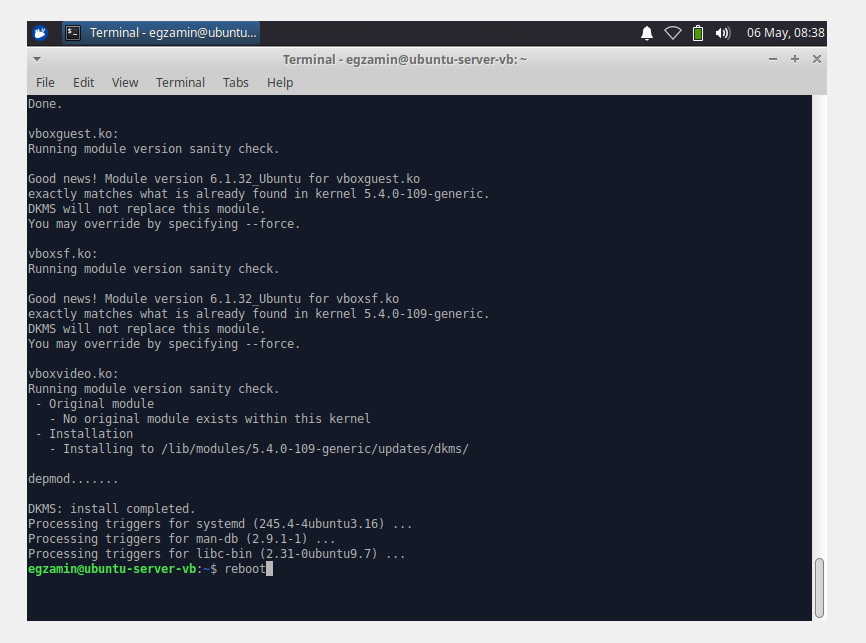 Terminal - egzamin@ubuntu... 06 May, 08:38
Terminal - egzamin@ubuntu-server-vb: ~
File Edit View Terminal Tabs Help
Done.
vboxguest.ko:
Running module version sanity check.
Good news! Module version 6.1.32_Ubuntu for vboxguest.ko
exactly matches what is already found in kernel 5.4.0-109-generic.
DKMS will not replace this module.
You may override by specifying --force.
vboxsf.ko:
Running module version sanity check.
Good news! Module version 6.1.32_Ubuntu for vboxsf.ko
exactly matches what is already found in kernel 5.4.0-109-generic.
DKMS will not replace this module.
You may override by specifying --force.
vboxvideo.ko:
Running module version sanity check.
- Original module
- No original module exists within this kernel
- Installation
- Installing to /lib/modules/5.4.0-109-generic/updates/dkms/
depmod.......
DKMS: install completed.
Processing triggers for systemd (245.4-4ubuntu3.16) ...
Processing triggers for man-db (2.9.1-1) ...
Processing triggers for libc-bin (2.31-0ubuntu9.7) ...
egzamin@ubuntu-server-vb:~$ reboot